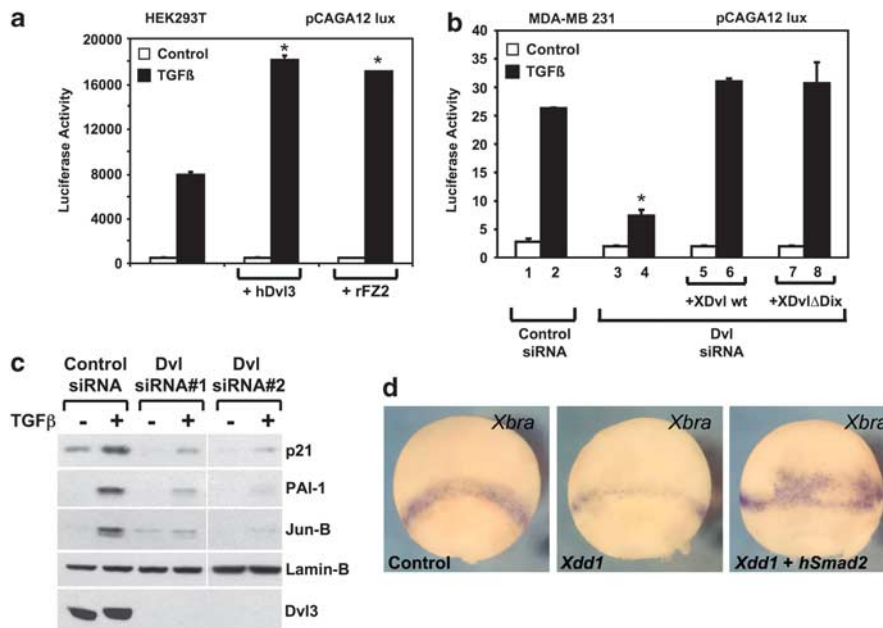 a
HEK293T pCAGA12 lux
Luciferase Activity
20000
16000
12000
8000
4000
0
Control
TGFß
*
*
+ hDvl3
+ rFZ2
b
MDA-MB 231 pCAGA12 lux
Luciferase Activity
40
35
30
25
20
15
10
5
0
Control
TGFß
*
1 2 3 4 5 6 7 8
+XDvl wt +XDvlΔDix
Control
siRNA
Dvl
siRNA
c
Control
siRNA
Dvl
siRNA#1
Dvl
siRNA#2
TGFβ - + - + - +
p21
PAI-1
Jun-B
Lamin-B
Dvl3
d
Xbra
Control
Xbra
Xdd1
Xbra
Xdd1 + hSmad2